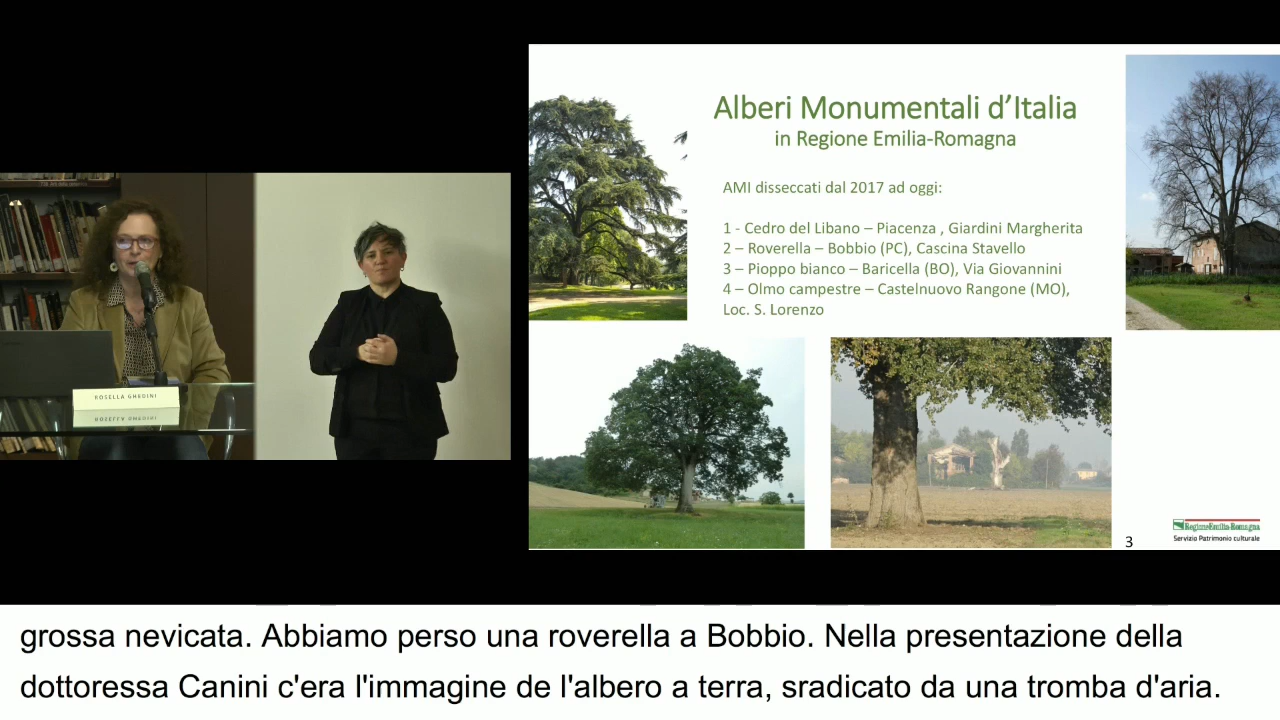 Alberi Monumentali d'Italia
in Regione Emilia-Romagna
AMI disseccati dal 2017 ad oggi:
1 - Cedro del Libano – Piacenza , Giardini Margherita
2 – Roverella – Bobbio (PC), Cascina Stavello
3 – Pioppo bianco – Baricella (BO), Via Giovannini
4 – Olmo campestre – Castelnuovo Rangone (MO),
Loc. S. Lorenzo
ROSELLA GHEDINI
3
RegioneEmilia-Romagna
Servizio Patrimonio culturale
grossa nevicata. Abbiamo perso una roverella a Bobbio. Nella presentazione della
dottoressa Canini c'era l'immagine de l'albero a terra, sradicato da una tromba d'aria.